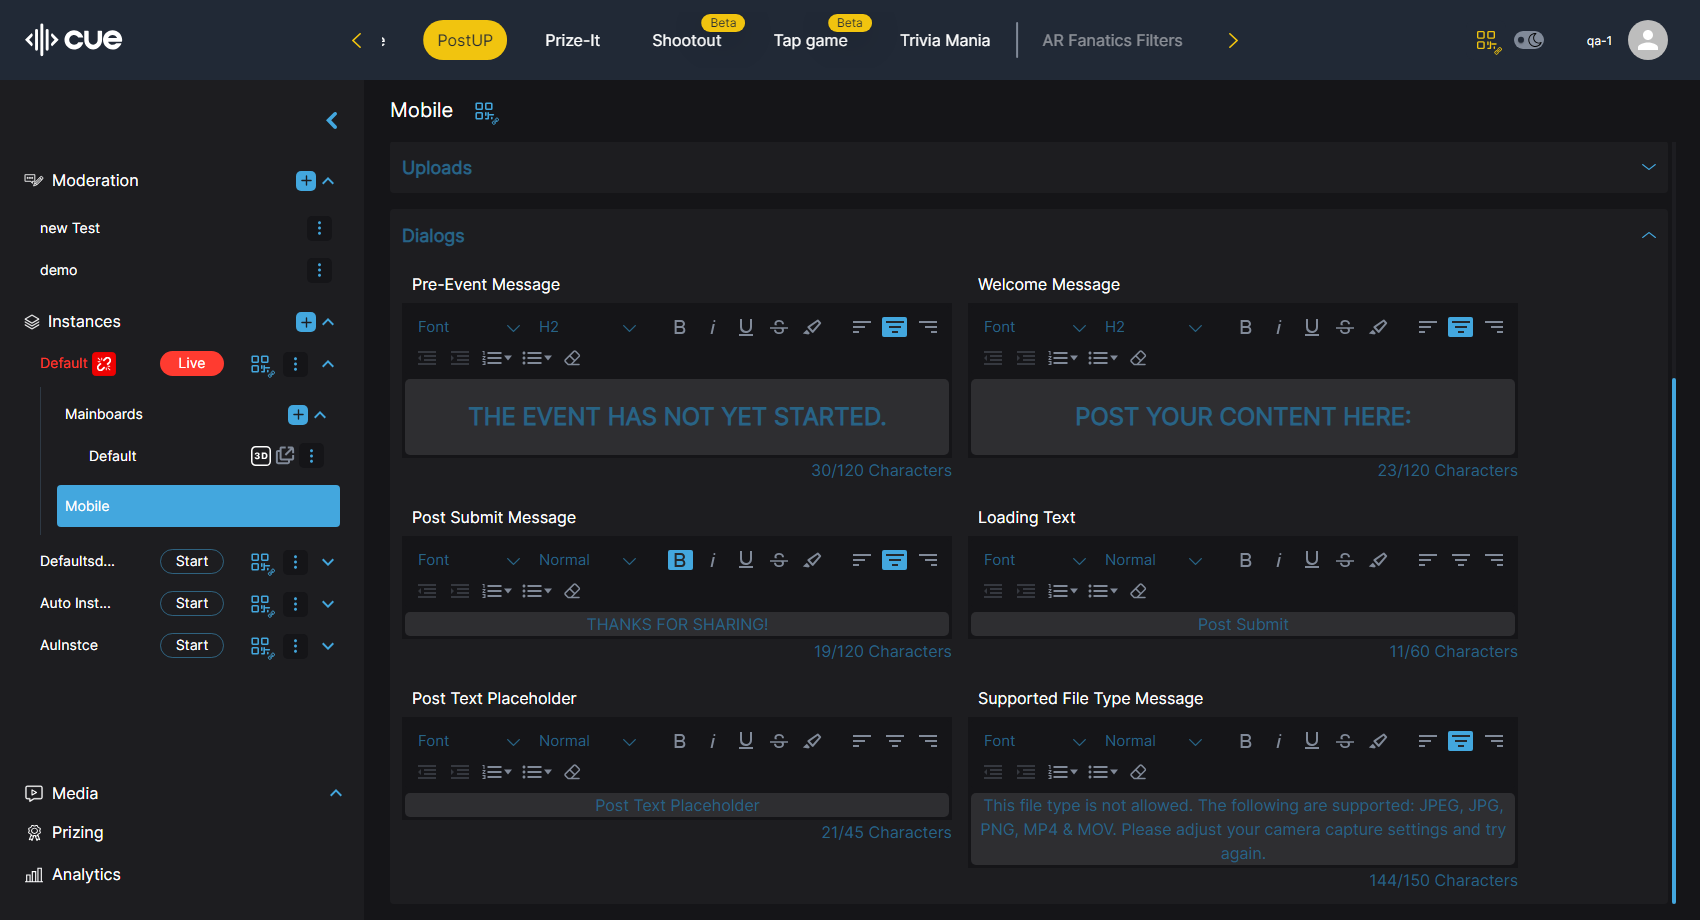 cue
PostUP
Prize-It
Shootout
Beta
Tap game
Beta
Trivia Mania
AR Fanatics Filters
qa-1
Moderation
new Test
demo
Instances
Default
Live
Mainboards
Default
3D
Mobile
Defaultsd...
Start
Auto Inst...
Start
Start
Media
Prizing
Analytics
Mobile
Uploads
Dialogs
Pre-Event Message
Font
H2
B
i
U
S
THE EVENT HAS NOT YET STARTED.
30/120 Characters
Welcome Message
Font
H2
B
i
U
S
POST YOUR CONTENT HERE:
23/120 Characters
Post Submit Message
Font
Normal
B
i
U
S
THANKS FOR SHARING!
19/120 Characters
Loading Text
Font
Normal
B
i
U
S
Post Submit
11/60 Characters
Post Text Placeholder
Font
Normal
B
i
U
S
Post Text Placeholder
21/45 Characters
Supported File Type Message
Font
Normal
B
i
U
S
This file type is not allowed. The following are supported: JPEG, JPG,
PNG, MP4 & MOV. Please adjust your camera capture settings and try
again.
144/150 Characters